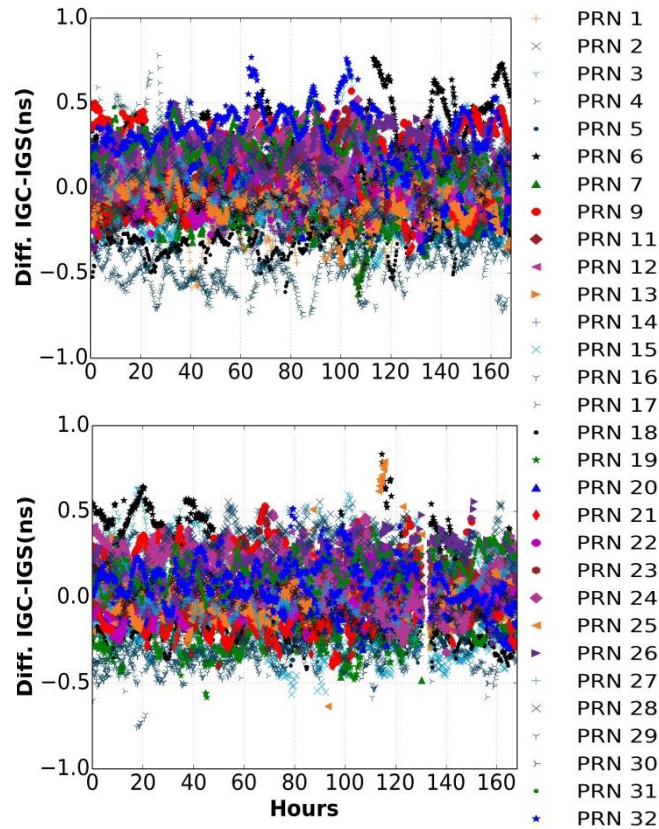 1.0
0.5
0.0
−0.5
−1.0
Diff. IGC-IGS(ns)
0 20 40 60 80 100 120 140 160
1.0
0.5
0.0
−0.5
−1.0
Diff. IGC-IGS(ns)
0 20 40 60 80 100 120 140 160
Hours
PRN 1
PRN 2
PRN 3
PRN 4
PRN 5
PRN 6
PRN 7
PRN 9
PRN 11
PRN 12
PRN 13
PRN 14
PRN 15
PRN 16
PRN 17
PRN 18
PRN 19
PRN 20
PRN 21
PRN 22
PRN 23
PRN 24
PRN 25
PRN 26
PRN 27
PRN 28
PRN 29
PRN 30
PRN 31
PRN 32